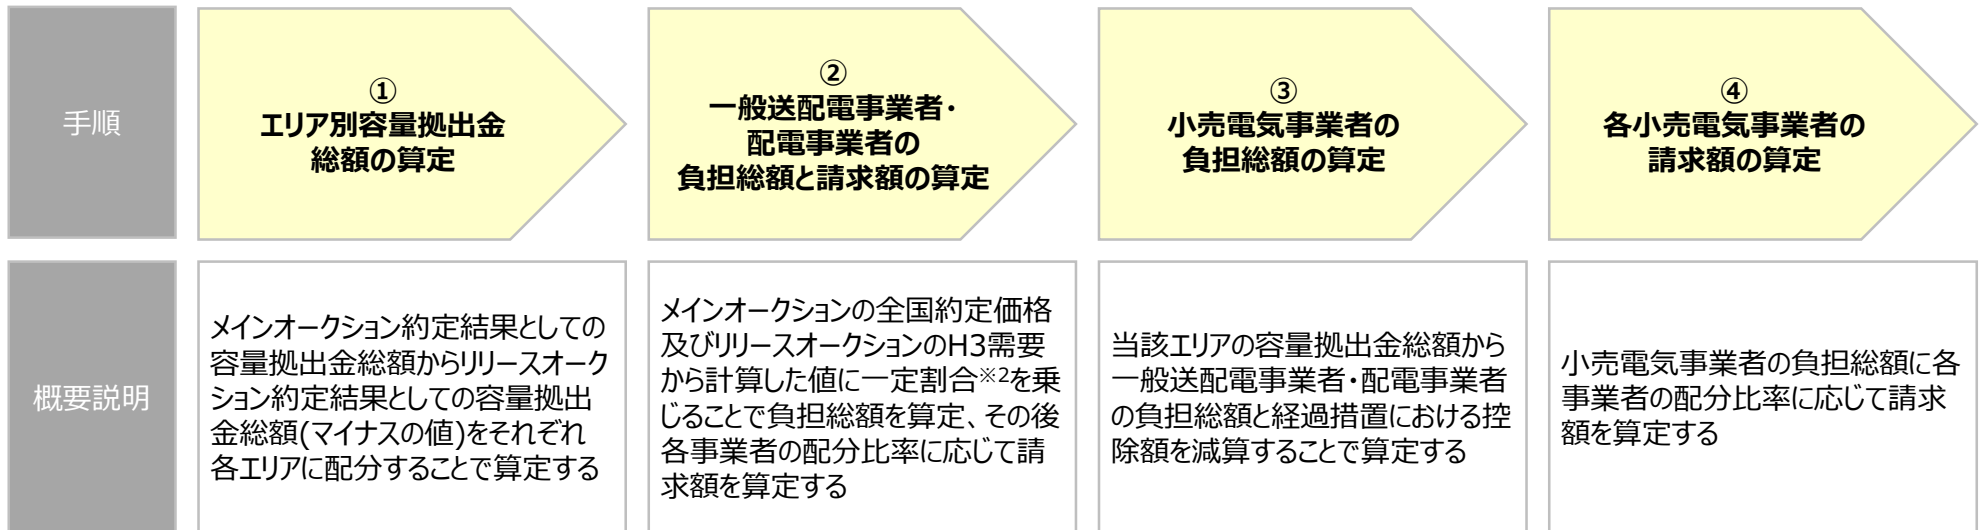 手順
①
エリア別容量拠出金
総額の算定
②
一般送配電事業者・
配電事業者の
負担総額と請求額の算定
③
小売電気事業者の
負担総額の算定
④
各小売電気事業者の
請求額の算定
概要説明
メインオークション約定結果としての
容量拠出金総額からリリースオーク
ション約定結果としての容量拠出
金総額(マイナスの値)をそれぞれ
各エリアに配分することで算定する
メインオークションの全国約定価格
及びリリースオークションのH3需要
から計算した値に一定割合※2を乗
じることで負担総額を算定、その後
各事業者の配分比率に応じて請
求額を算定する
当該エリアの容量拠出金総額から
一般送配電事業者・配電事業者
の負担総額と経過措置における控
除額を減算することで算定する
小売電気事業者の負担総額に各
事業者の配分比率に応じて請求
額を算定する